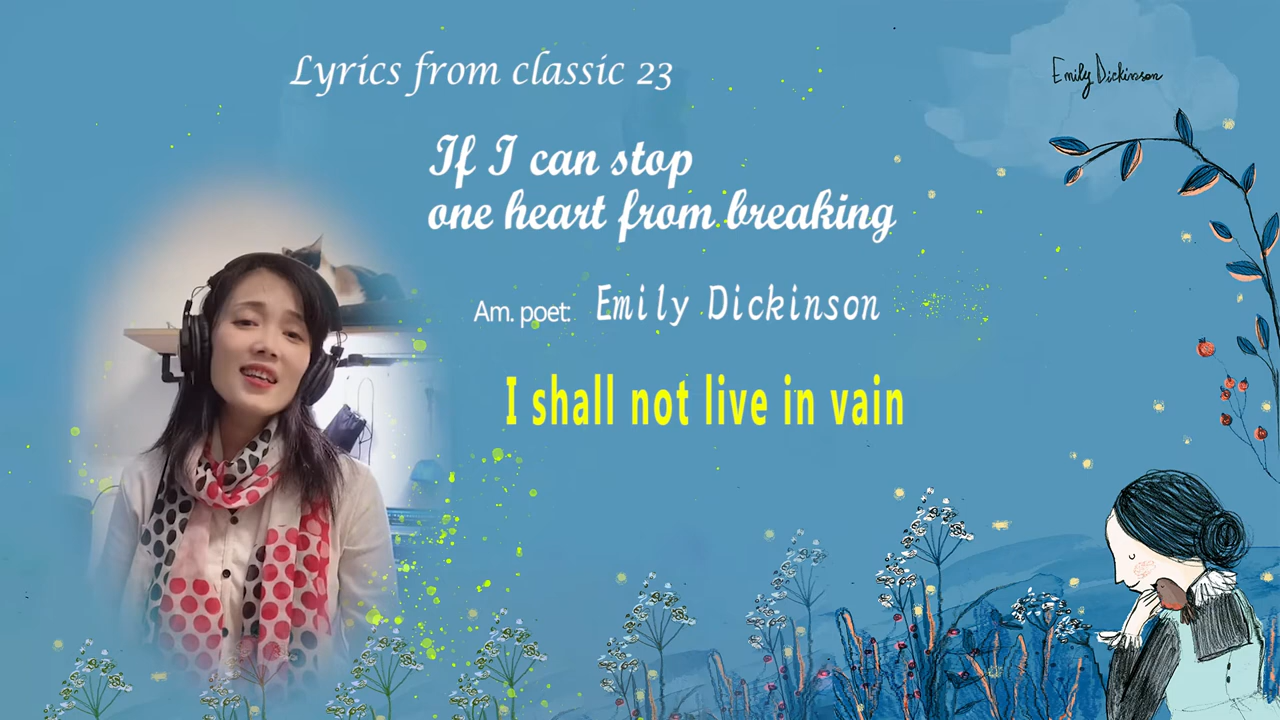 Lyrics from classic 23
Emily Dickinson
If I can stop
one heart from breaking
Am. poet: Emily Dickinson
I shall not live in vain